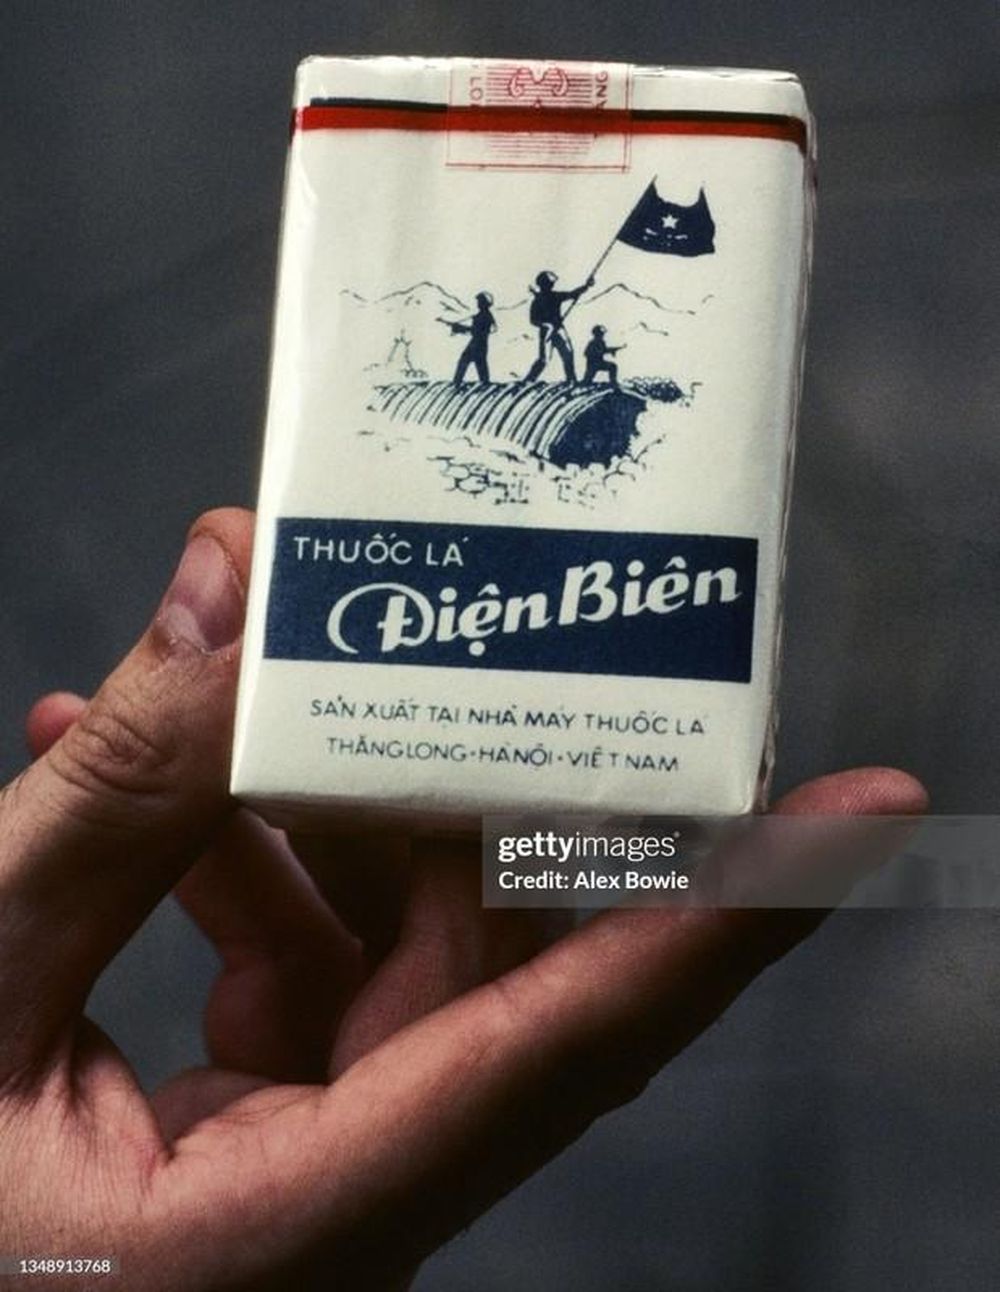 THUỐC LÁ
Điện Biên
SẢN XUẤT TẠI NHÀ MÁY THUỐC LÁ
THĂNG LONG · HÀ NỘI · VIỆT NAM
gettyimages
Credit: Alex Bowie
1348913768